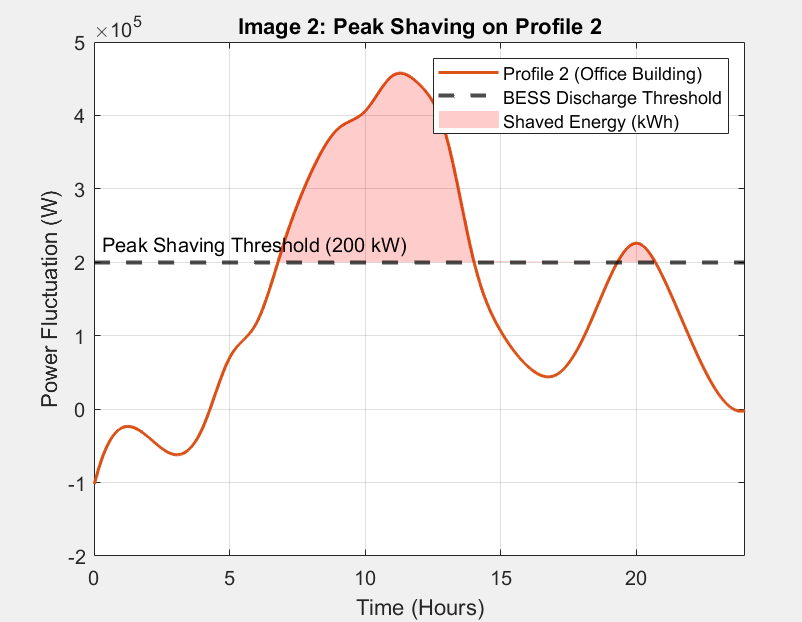 Image 2: Peak Shaving on Profile 2
×10^5
5
4
3
2
1
0
-1
-2
Power Fluctuation (W)
Profile 2 (Office Building)
BESS Discharge Threshold
Shaved Energy (kWh)
Peak Shaving Threshold (200 kW)
0 5 10 15 20
Time (Hours)